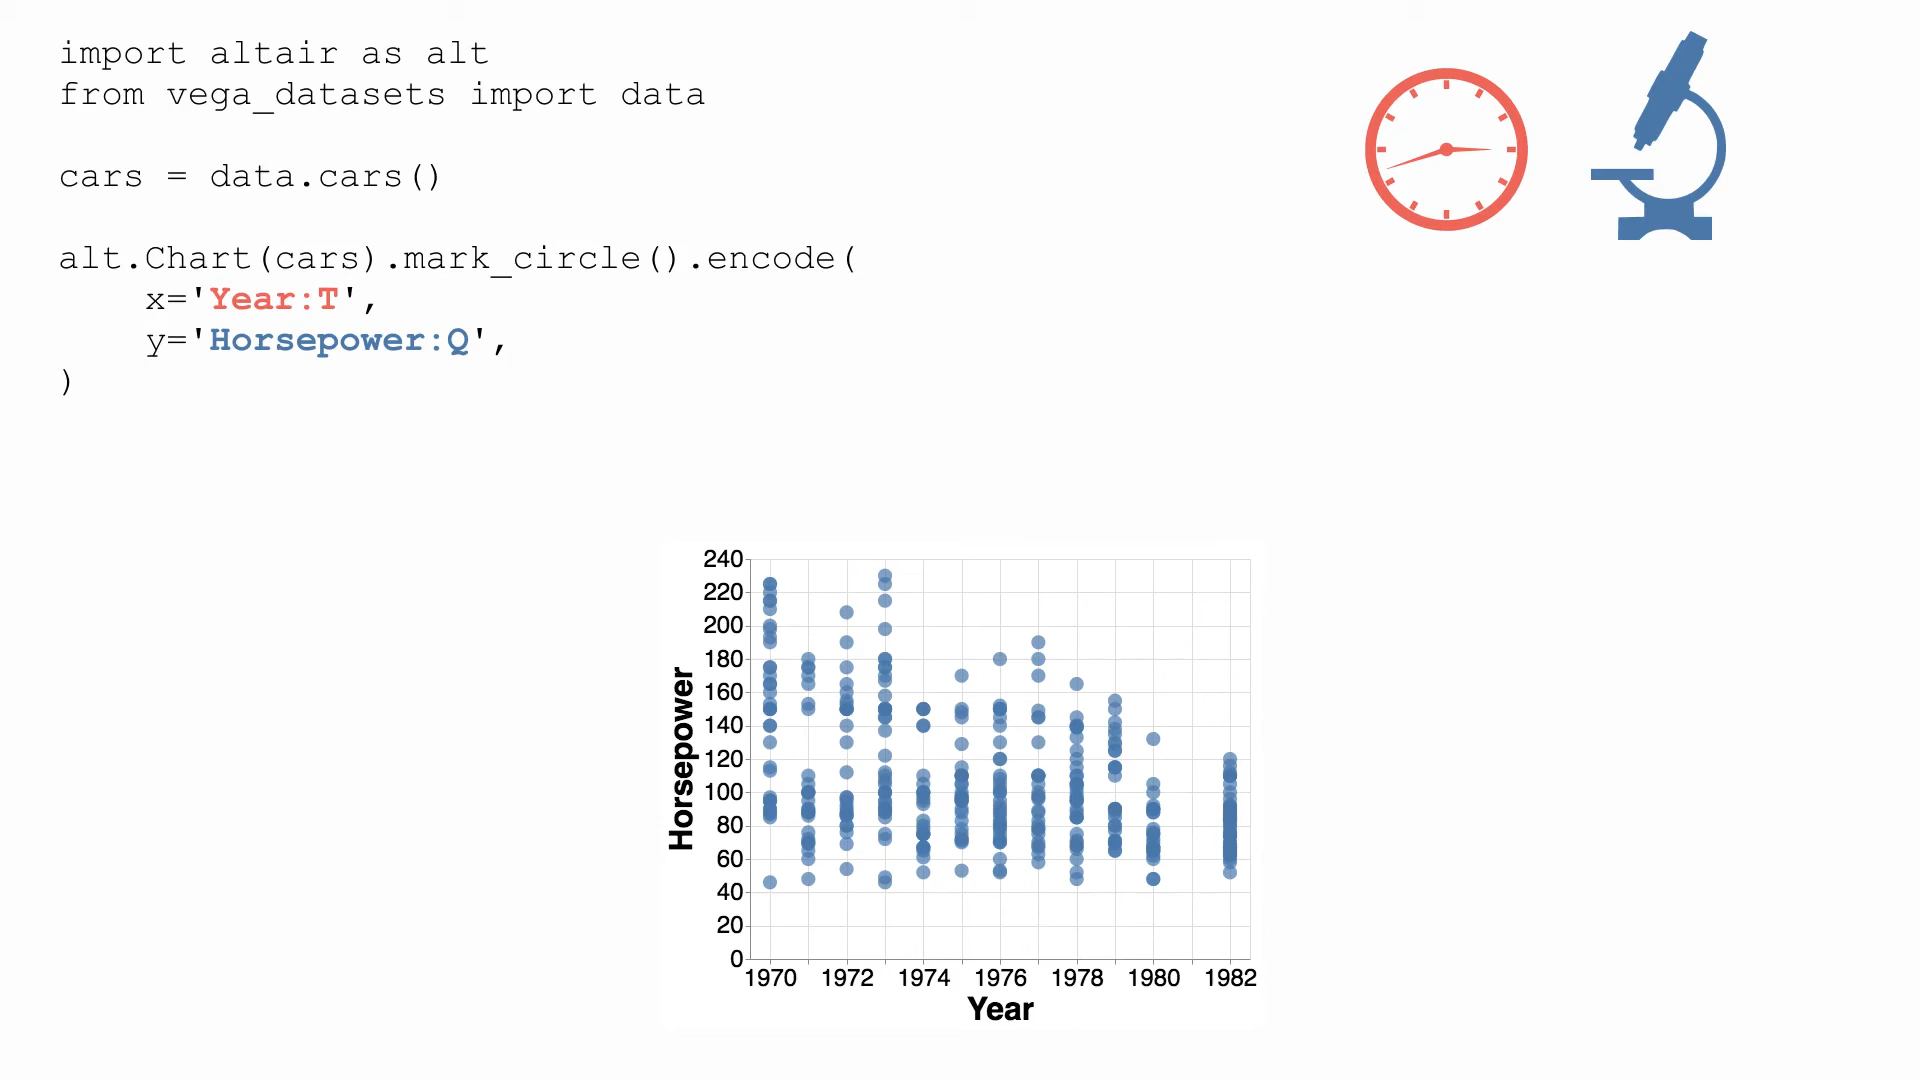 import altair as alt
from vega_datasets import data
cars = data.cars()
alt.Chart(cars).mark_circle().encode(
x='Year:T',
y='Horsepower:Q',
)
240
220
200
180
160
140
120
100
80
60
40
20
0
Horsepower
1970 1972 1974 1976 1978 1980 1982
Year